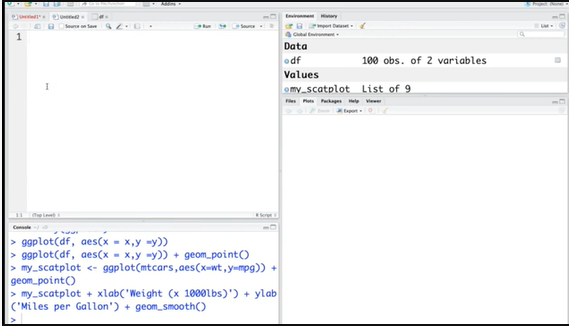 Addins
Project: (None)
Untitled1*
Untitled2
df
Source on Save
Run
Source
1
1:1
(Top Level)
R Script
Environment
History
Import Dataset
List
Global Environment
Data
df 100 obs. of 2 variables
Values
my_scatplot List of 9
Files Plots Packages Help Viewer
Zoom
Export
Console
> ggplot(df, aes(x = x,y =y))
> ggplot(df, aes(x = x,y =y)) + geom_point()
> my_scatplot <- ggplot(mtcars,aes(x=wt,y=mpg)) +
geom_point()
> my_scatplot + xlab('Weight (x 1000lbs)') + ylab
('Miles per Gallon') + geom_smooth()
>